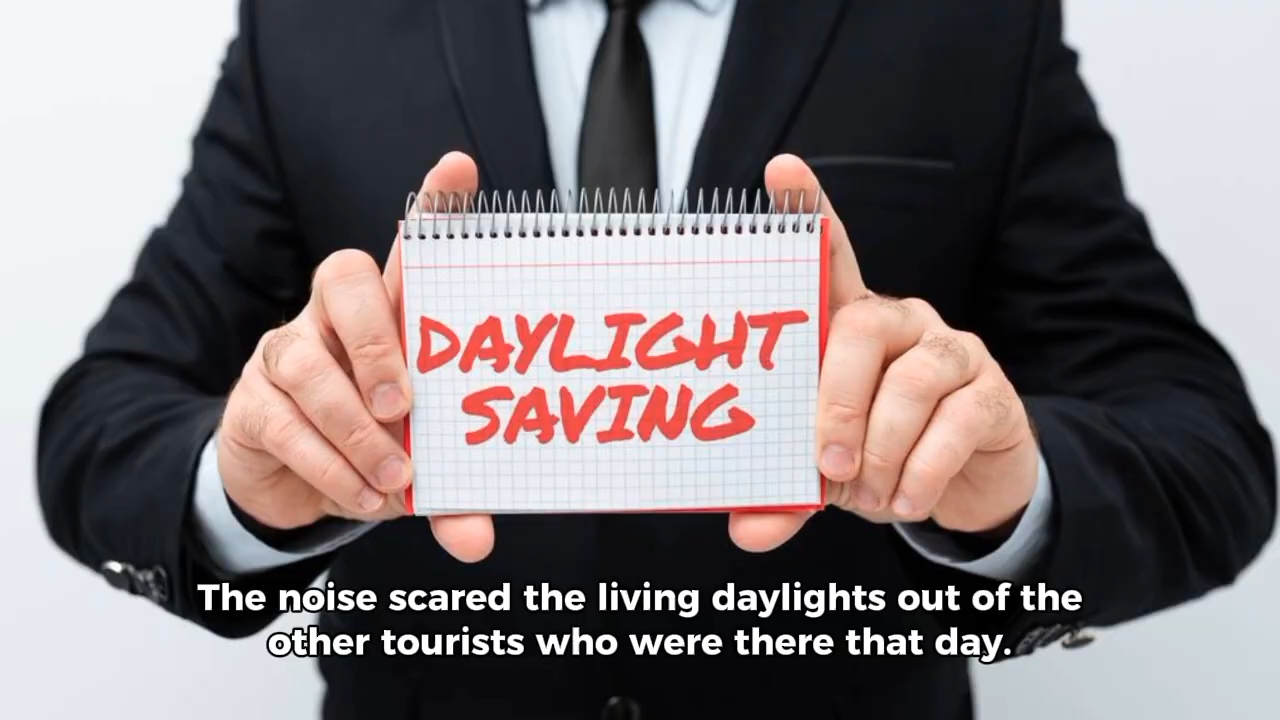 DAYLIGHT
SAVING
The noise scared the living daylights out of the
other tourists who were there that day.